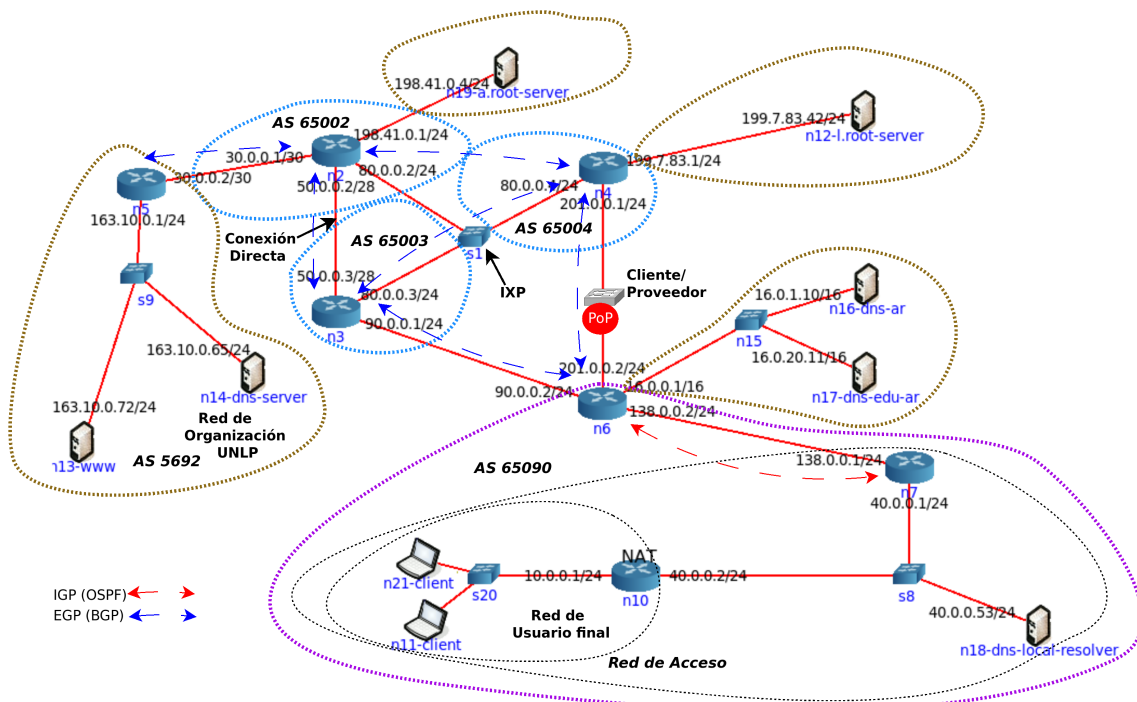 198.41.0.4/24
n19-a.root-server
AS 65002
198.41.0.1/24
199.7.83.42/24
n12-l.root-server
30.0.0.1/30
n2
80.0.0.2/24
199.7.83.1/24
n4
30.0.0.2/30
n5
50.0.0.2/28
80.0.0.4/24
201.0.0.1/24
163.10.0.1/24
AS 65004
Conexión
Directa
AS 65003
s1
IXP
50.0.0.3/28
80.0.0.3/24
90.0.0.1/24
n3
s9
Cliente/
Proveedor
PoP
16.0.1.10/16
n16-dns-ar
n15
16.0.20.11/16
n17-dns-edu-ar
163.10.0.65/24
n14-dns-server
201.0.0.2/24
90.0.0.2/24
16.0.0.1/16
138.0.0.2/24
n6
163.10.0.72/24
Red de
Organización
UNLP
n13-www
AS 5692
AS 65090
138.0.0.1/24
n7
40.0.0.1/24
NAT
n21-client
s20
10.0.0.1/24
n10
40.0.0.2/24
s8
40.0.0.53/24
n11-client
Red de
Usuario final
n18-dns-local-resolver
Red de Acceso
IGP (OSPF)
EGP (BGP)